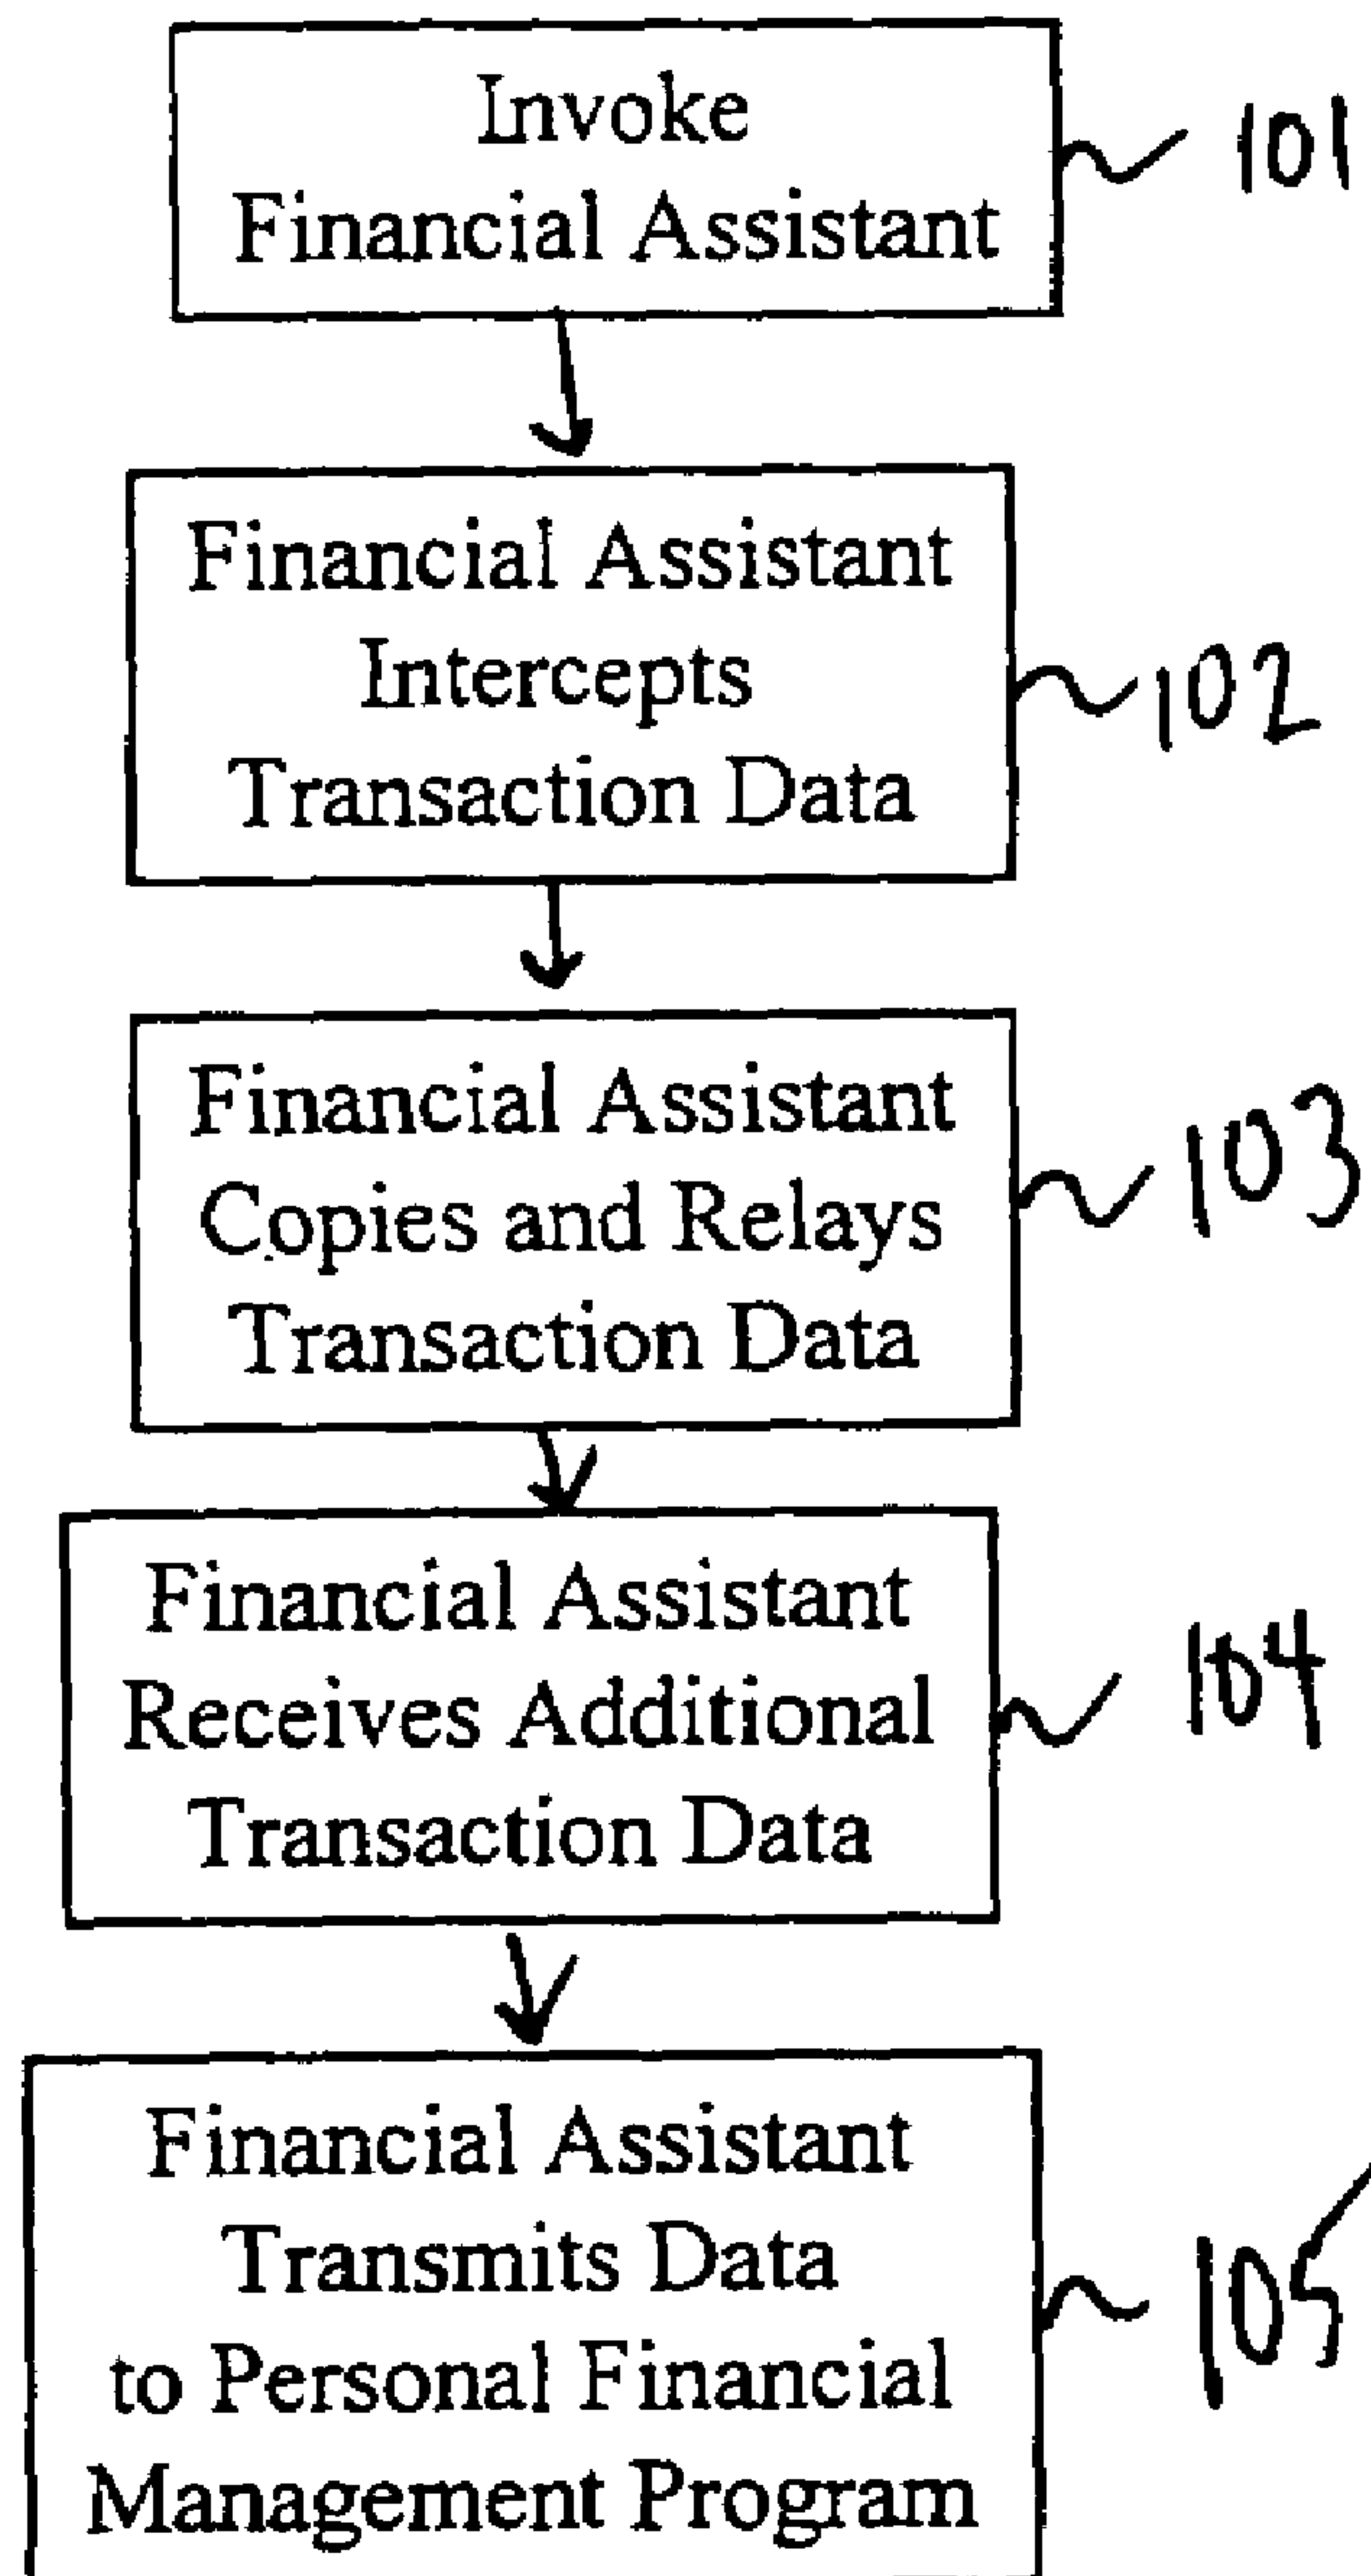 Invoke
Financial Assistant
101
Financial Assistant
Intercepts
Transaction Data
102
Financial Assistant
Copies and Relays
Transaction Data
103
Financial Assistant
Receives Additional
Transaction Data
104
Financial Assistant
Transmits Data
to Personal Financial
Management Program
105